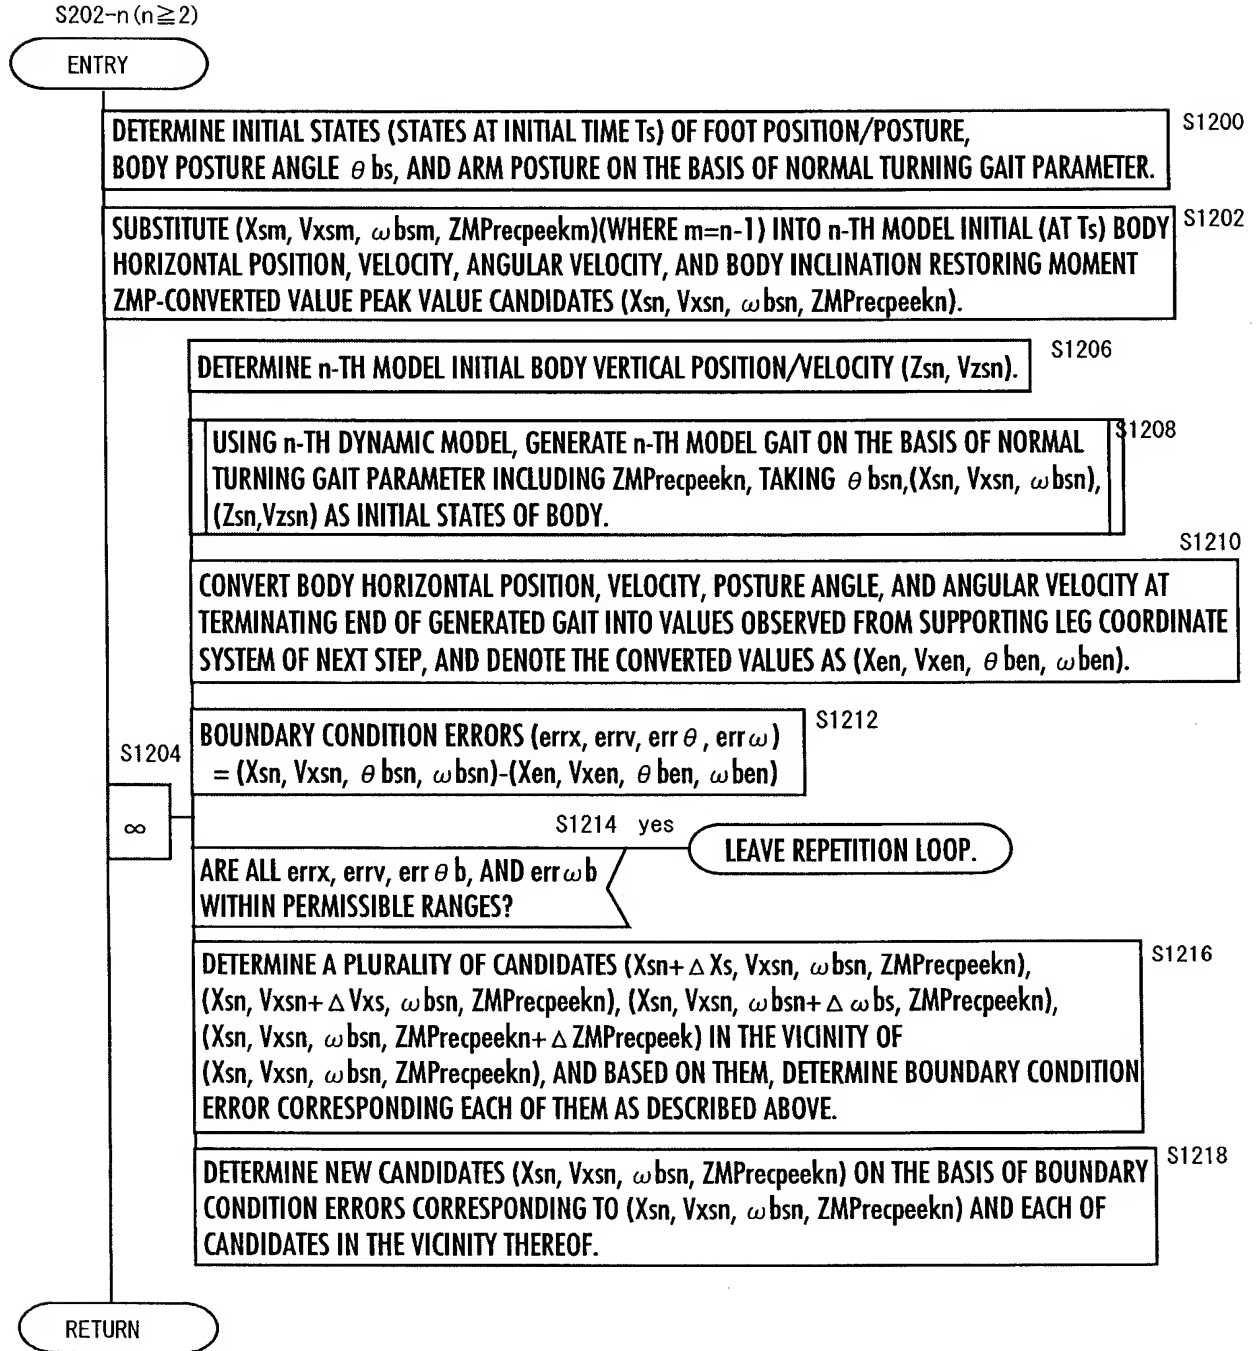 S202-n(n≧2)
ENTRY
S1200
DETERMINE INITIAL STATES (STATES AT INITIAL TIME Ts) OF FOOT POSITION/POSTURE,
BODY POSTURE ANGLE θ bs, AND ARM POSTURE ON THE BASIS OF NORMAL TURNING GAIT PARAMETER.
S1202
SUBSTITUTE (Xsm, Vxsm, ω bsm, ZMPrecpeekm)(WHERE m=n-1) INTO n-TH MODEL INITIAL (AT Ts) BODY
HORIZONTAL POSITION, VELOCITY, ANGULAR VELOCITY, AND BODY INCLINATION RESTORING MOMENT
ZMP-CONVERTED VALUE PEAK VALUE CANDIDATES (Xsn, Vxsn, ω bsn, ZMPrecpeekn).
S1206
DETERMINE n-TH MODEL INITIAL BODY VERTICAL POSITION/VELOCITY (Zsn, Vzsn).
S1208
USING n-TH DYNAMIC MODEL, GENERATE n-TH MODEL GAIT ON THE BASIS OF NORMAL
TURNING GAIT PARAMETER INCLUDING ZMPrecpeekn, TAKING θ bsn,(Xsn, Vxsn, ω bsn),
(Zsn,Vzsn) AS INITIAL STATES OF BODY.
S1210
CONVERT BODY HORIZONTAL POSITION, VELOCITY, POSTURE ANGLE, AND ANGULAR VELOCITY AT
TERMINATING END OF GENERATED GAIT INTO VALUES OBSERVED FROM SUPPORTING LEG COORDINATE
SYSTEM OF NEXT STEP, AND DENOTE THE CONVERTED VALUES AS (Xen, Vxen, θ ben, ω ben).
S1212
BOUNDARY CONDITION ERRORS (errx, errv, err θ , err ω )
= (Xsn, Vxsn, θ bsn, ω bsn)-(Xen, Vxen, θ ben, ω ben)
S1204
∞
S1214 yes
LEAVE REPETITION LOOP.
ARE ALL errx, errv, err θ b, AND err ω b
WITHIN PERMISSIBLE RANGES?
S1216
DETERMINE A PLURALITY OF CANDIDATES (Xsn+ Δ Xs, Vxsn, ω bsn, ZMPrecpeekn),
(Xsn, Vxsn+ Δ Vxs, ω bsn, ZMPrecpeekn), (Xsn, Vxsn, ω bsn+ Δ ω bs, ZMPrecpeekn),
(Xsn, Vxsn, ω bsn, ZMPrecpeekn+ Δ ZMPrecpeek) IN THE VICINITY OF
(Xsn, Vxsn, ω bsn, ZMPrecpeekn), AND BASED ON THEM, DETERMINE BOUNDARY CONDITION
ERROR CORRESPONDING EACH OF THEM AS DESCRIBED ABOVE.
S1218
DETERMINE NEW CANDIDATES (Xsn, Vxsn, ω bsn, ZMPrecpeekn) ON THE BASIS OF BOUNDARY
CONDITION ERRORS CORRESPONDING TO (Xsn, Vxsn, ω bsn, ZMPrecpeekn) AND EACH OF
CANDIDATES IN THE VICINITY THEREOF.
RETURN